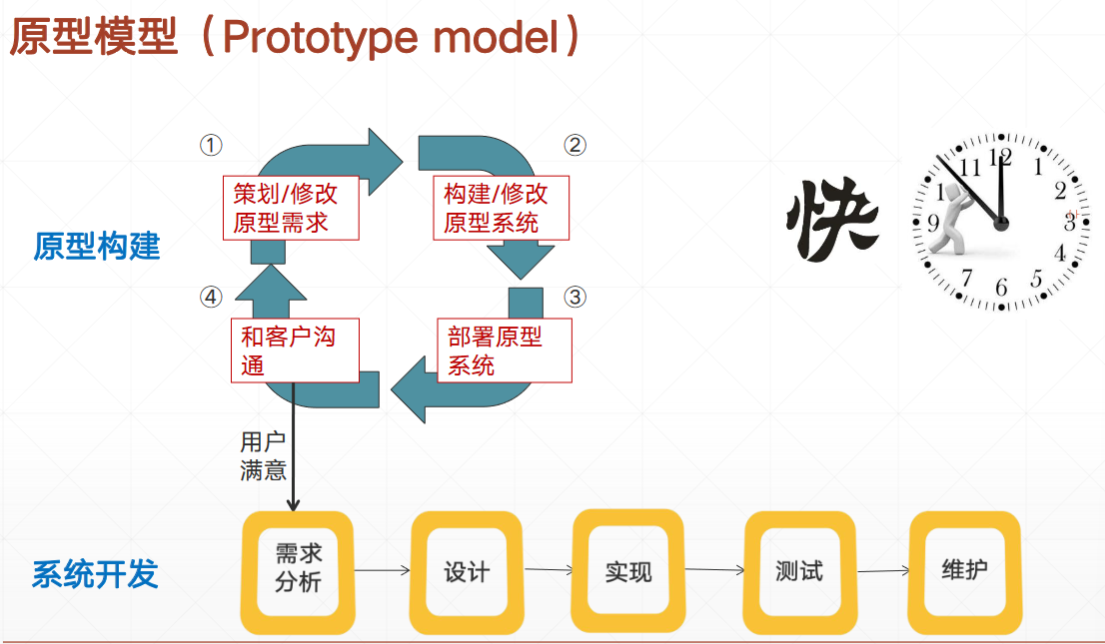 原型模型（Prototype model）
①
②
策划/修改
原型需求
构建/修改
原型系统
快
原型构建
④
③
和客户沟
通
部署原型
系统
用户
满意
系统开发
需求
分析
设计
实现
测试
维护
12
1
2
3
4
5
6
7
9
1
11